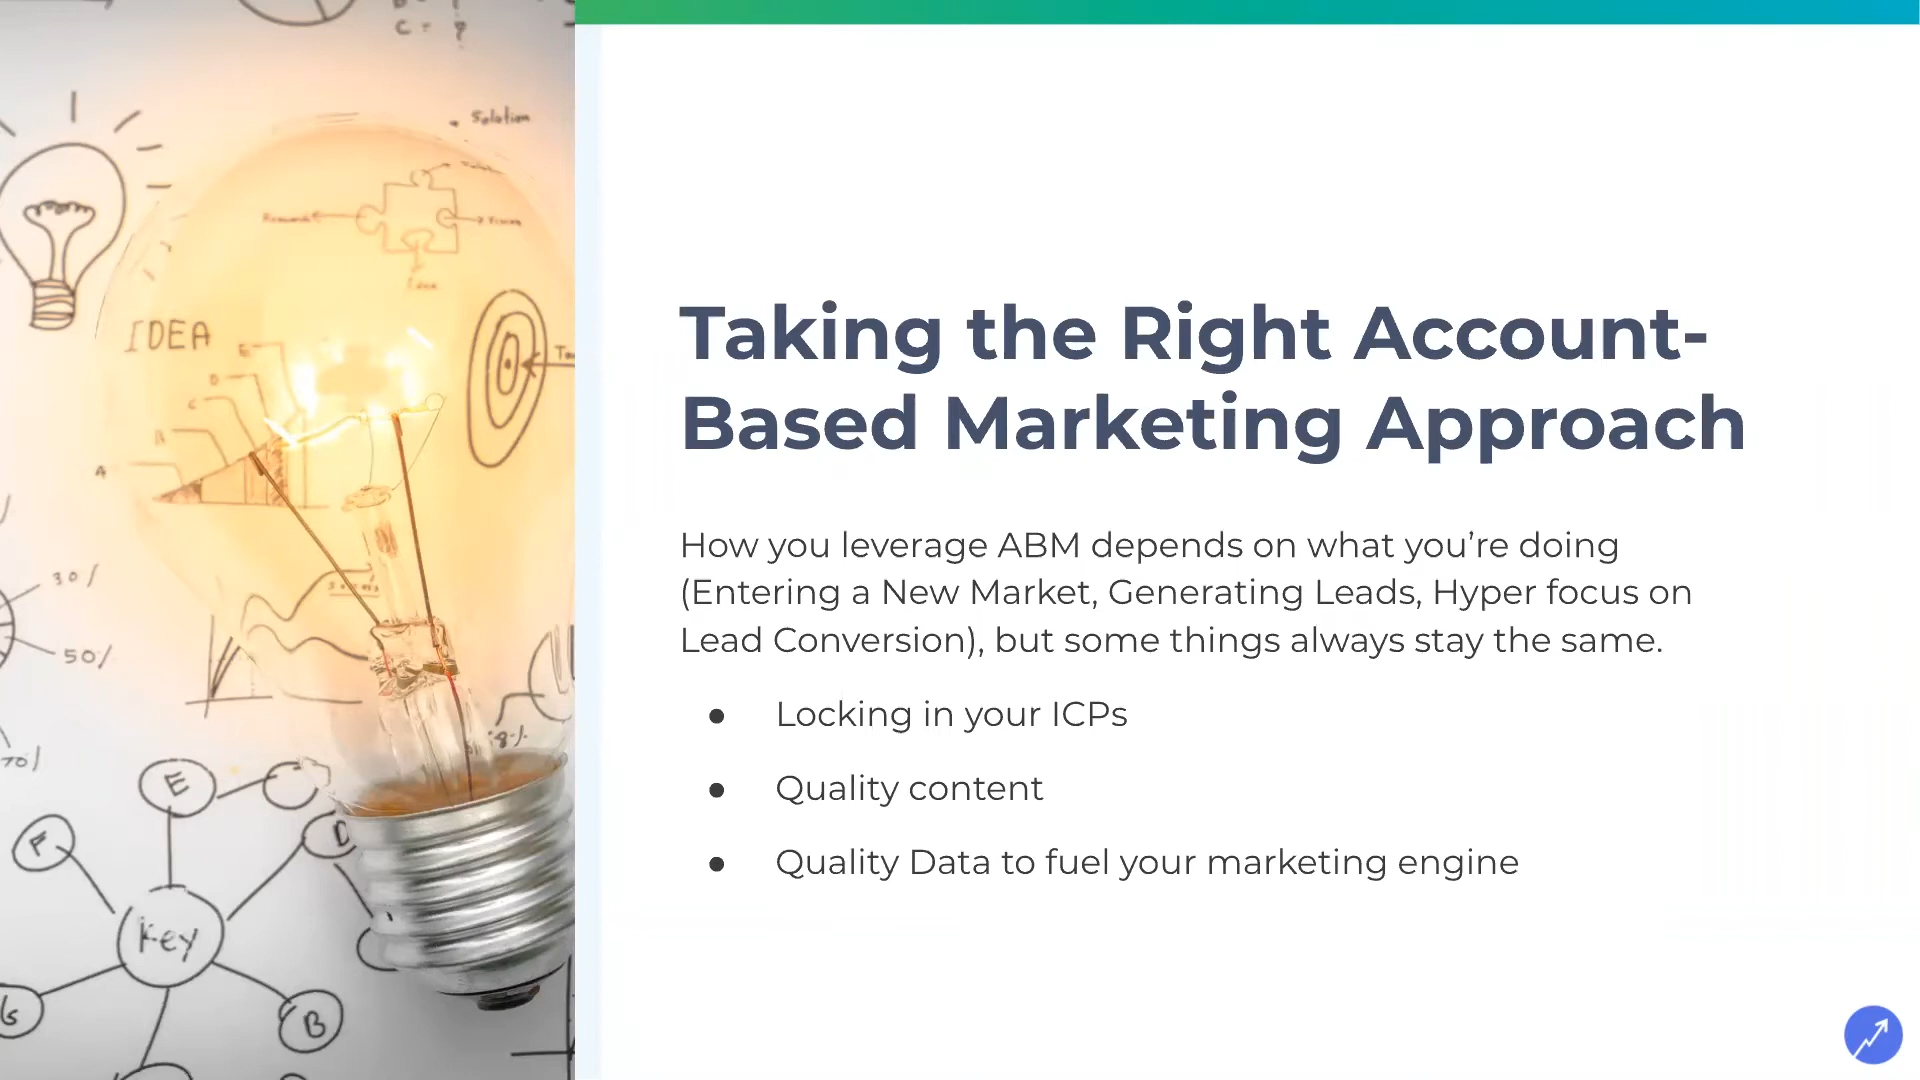 Solution
IDEA
A
30%
50%
70%
8%
E
F
D
Key
G
B
Taking the Right Account-
Based Marketing Approach
How you leverage ABM depends on what you’re doing
(Entering a New Market, Generating Leads, Hyper focus on
Lead Conversion), but some things always stay the same.
● Locking in your ICPs
● Quality content
● Quality Data to fuel your marketing engine